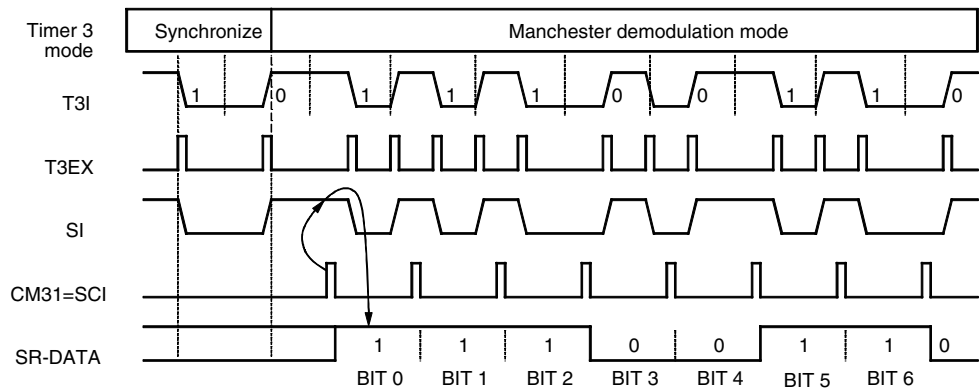 Timer 3 mode
Synchronize
Manchester demodulation mode
T3I
1 0 1 1 1 0 0 1 1 0
T3EX
SI
CM31=SCI
SR-DATA
1 1 1 0 0 1 1 0
BIT 0 BIT 1 BIT 2 BIT 3 BIT 4 BIT 5 BIT 6